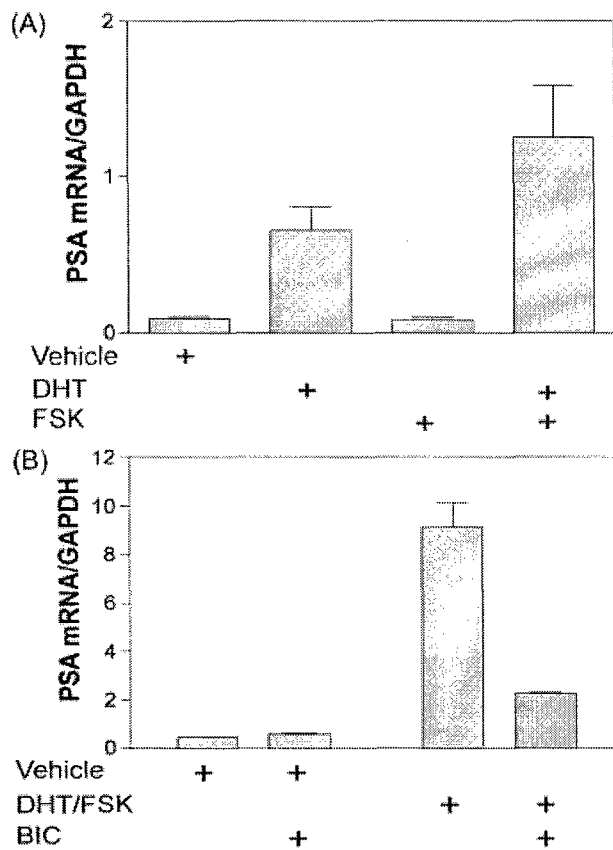 (A)
2
1
0
PSA mRNA/GAPDH
Vehicle +
DHT + +
FSK + +
(B)
12
10
8
6
4
2
0
PSA mRNA/GAPDH
Vehicle + +
DHT/FSK + +
BIC + +